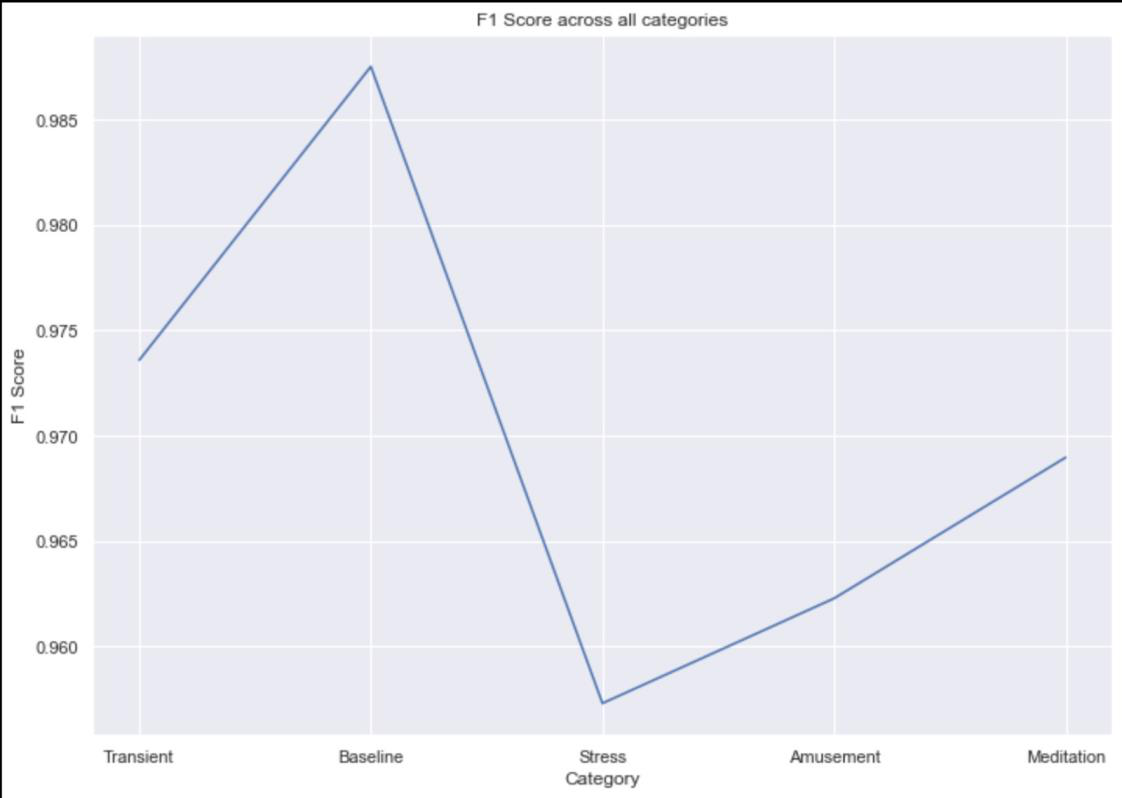 F1 Score across all categories
0.985
0.980
0.975
0.970
0.965
0.960
F1 Score
Transient Baseline Stress Amusement Meditation
Category